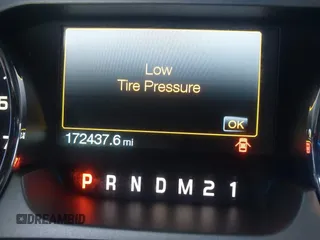 Low
Tire Pressure
OK
172437.6 mi
P R N D M 2 1
DREAMBID